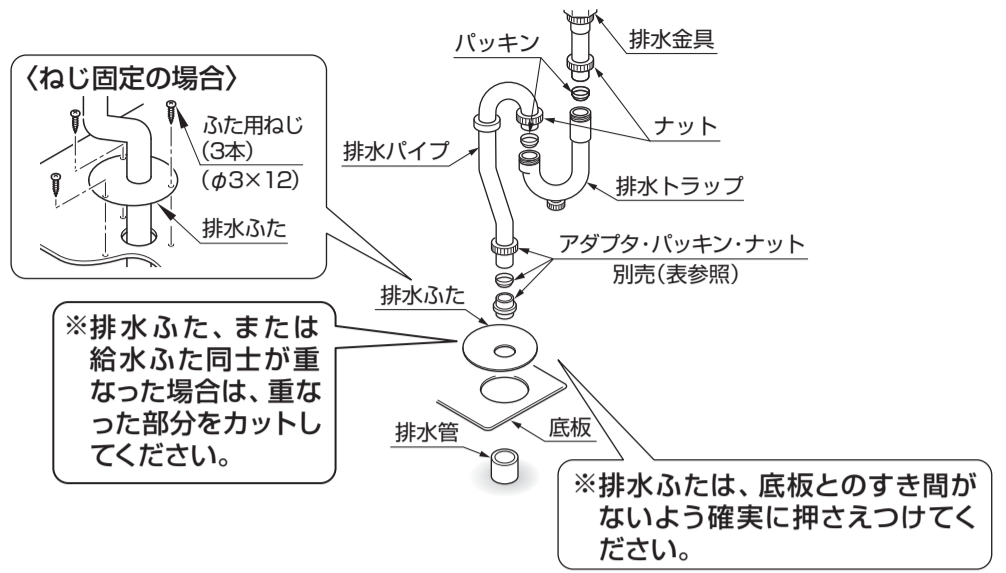 〈ねじ固定の場合〉
ふた用ねじ
(3本)
(φ3×12)
排水ふた
パッキン
排水金具
ナット
排水パイプ
排水トラップ
アダプタ・パッキン・ナット
別売(表参照)
排水ふた
※排水ふた、または
給水ふた同士が重
なった場合は、重な
った部分をカットし
てください。
排水管
底板
※排水ふたは、底板とのすき間が
ないよう確実に押さえつけてく
ださい。